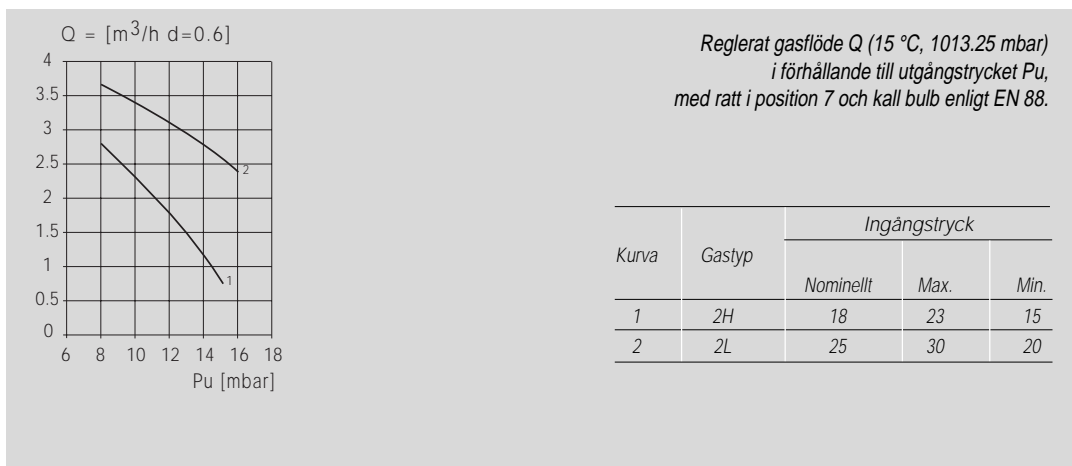 Q = [m3/h d=0.6]
4
3.5
3
2.5
2
1.5
1
0.5
0
6 8 10 12 14 16 18
Pu [mbar]
2
1
Reglerat gasflöde Q (15 °C, 1013.25 mbar)
i förhållande till utgångstrycket Pu,
med ratt i position 7 och kall bulb enligt EN 88.
Ingångstryck
Kurva Gastyp
Nominellt Max. Min.
1 2H 18 23 15
2 2L 25 30 20